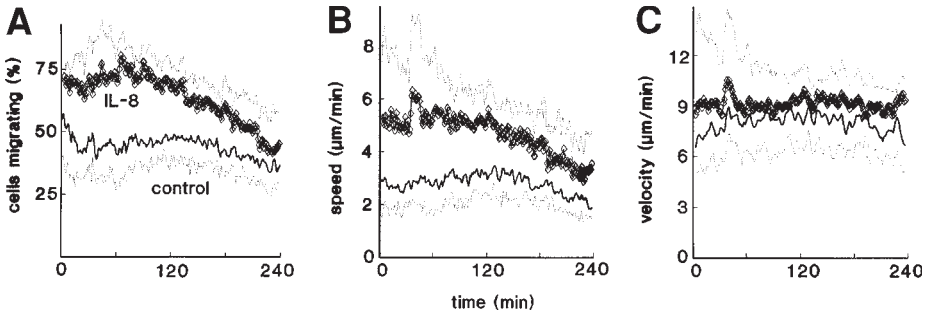 A
cells migrating (%)
75
50
25
IL-8
control
0
120
240
B
speed (µm/min)
8
6
4
2
0
0
120
240
time (min)
C
velocity (µm/min)
12
9
6
3
0
0
120
240